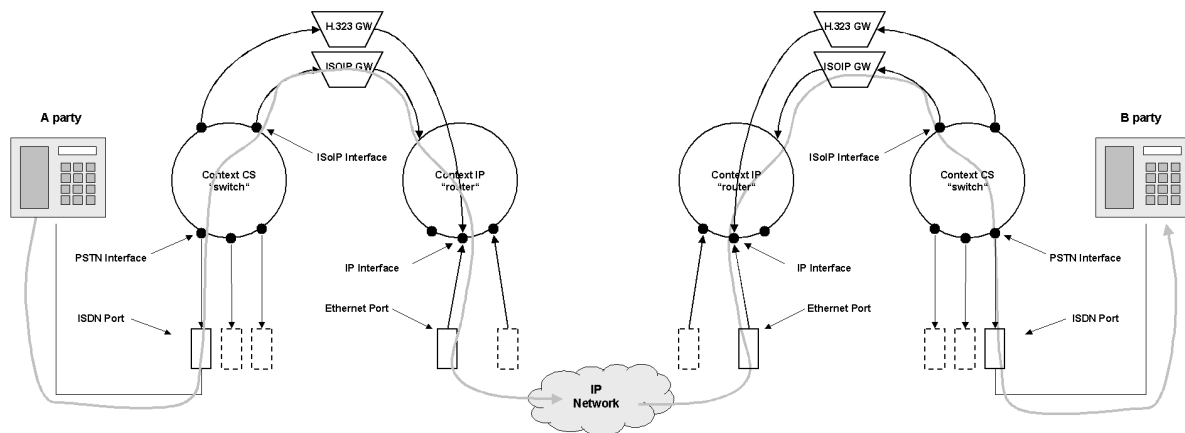 H.323 GW
ISOIP GW
A party
Context CS
"switch"
ISoIP Interface
Context IP
"router"
PSTN Interface
IP Interface
ISDN Port
Ethernet Port
IP
Network
H.323 GW
ISOIP GW
B party
Context IP
"router"
ISoIP Interface
Context CS
"switch"
IP Interface
PSTN Interface
Ethernet Port
ISDN Port